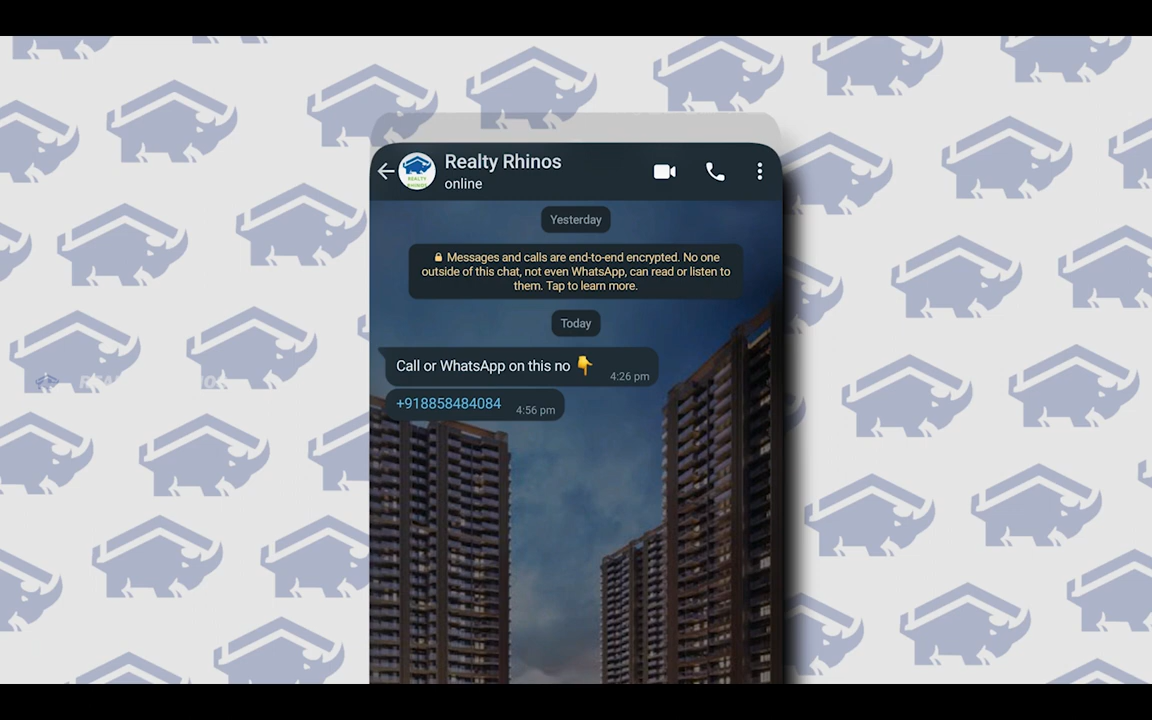 Realty Rhinos
online
REALTY
RHINOS
Yesterday
🔒 Messages and calls are end-to-end encrypted. No one
outside of this chat, not even WhatsApp, can read or listen to
them. Tap to learn more.
Today
Call or WhatsApp on this no 👇 4:26 pm
+918858484084 4:56 pm